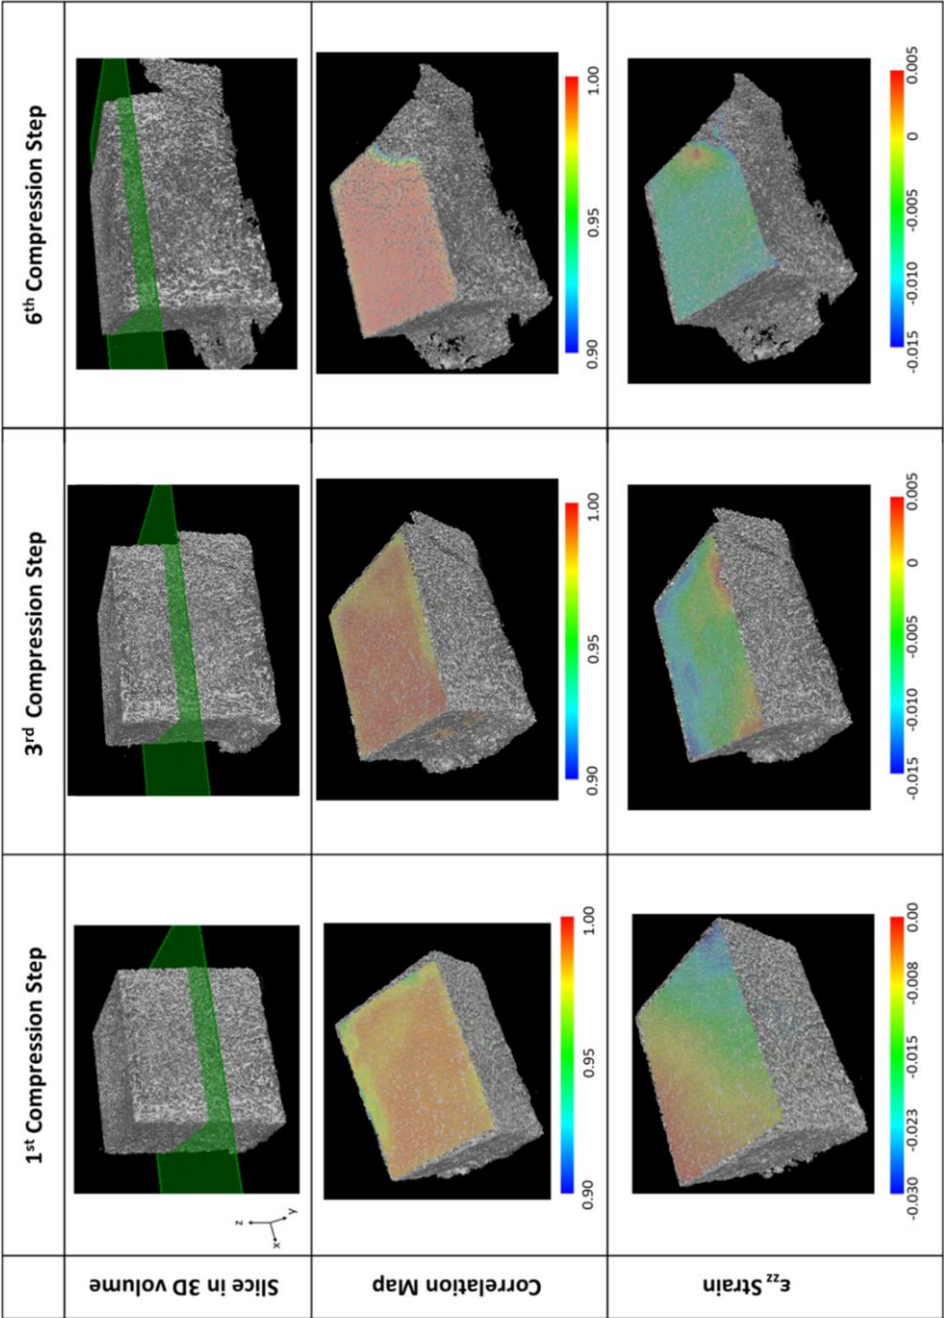 1st Compression Step
3rd Compression Step
6th Compression Step
Slice in 3D volume
z
x
y
Correlation Map
0.90
0.95
1.00
0.90
0.95
1.00
0.90
0.95
1.00
εzz Strain
-0.030
-0.023
-0.015
-0.008
0.00
-0.015
-0.010
-0.005
0
0.005
-0.015
-0.010
-0.005
0
0.005